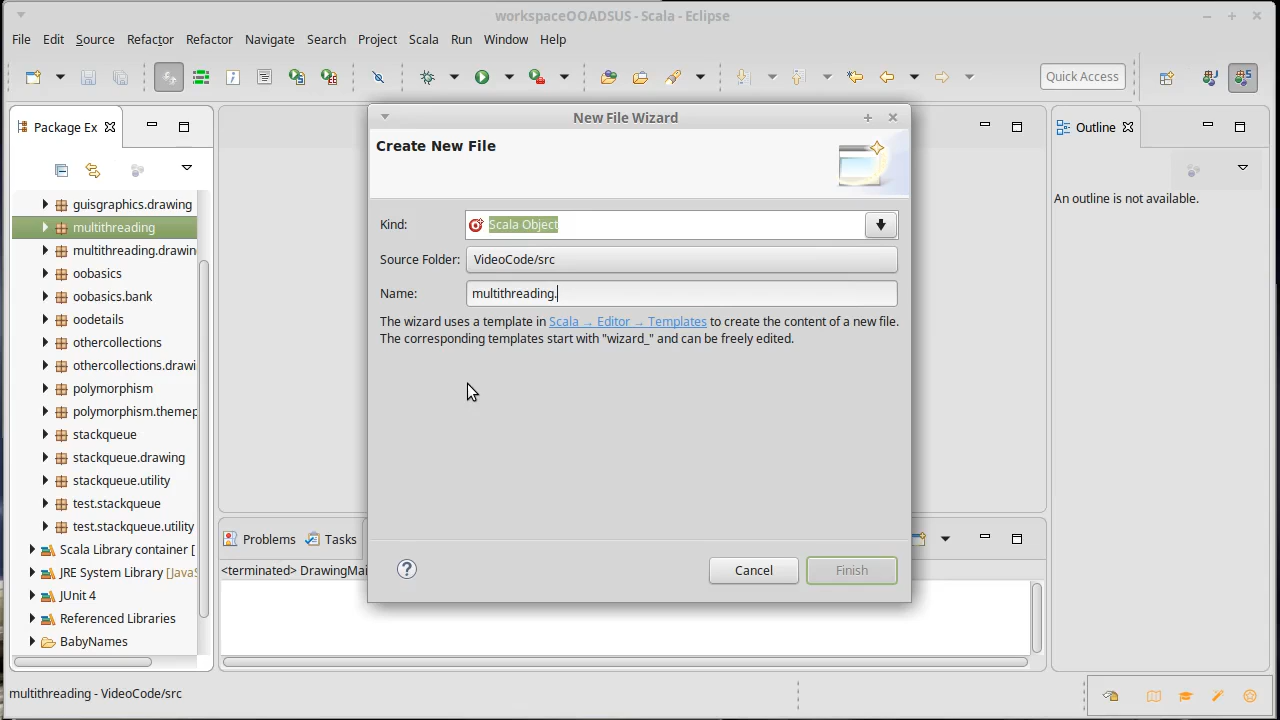 workspaceOOADSUS - Scala - Eclipse
File Edit Source Refactor Refactor Navigate Search Project Scala Run Window Help
Quick Access
Package Ex
guisgraphics.drawing
multithreading
multithreading.drawin
oobasics
oobasics.bank
oodetails
othercollections
othercollections.drawi
polymorphism
polymorphism.themep
stackqueue
stackqueue.drawing
stackqueue.utility
test.stackqueue
test.stackqueue.utility
Scala Library container [
JRE System Library [JavaS
JUnit 4
Referenced Libraries
BabyNames
New File Wizard
Create New File
Kind: Scala Object
Source Folder: VideoCode/src
Name: multithreading.
The wizard uses a template in Scala → Editor → Templates to create the content of a new file.
The corresponding templates start with "wizard_" and can be freely edited.
Cancel Finish
Outline
An outline is not available.
Problems Tasks
<terminated> DrawingMai
multithreading - VideoCode/src